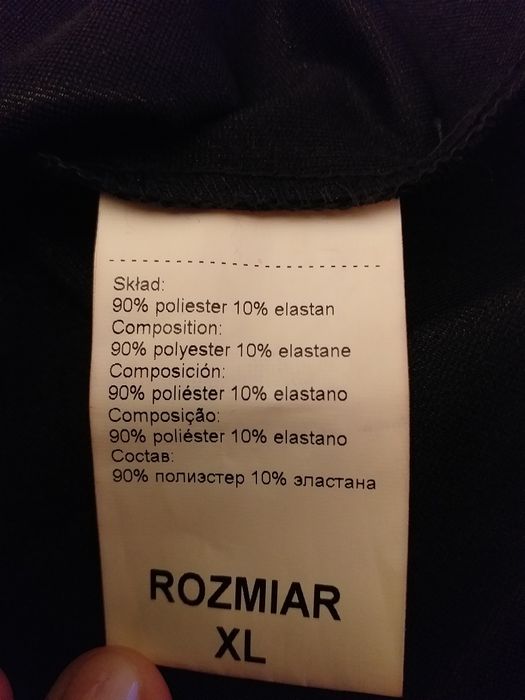 Skład:
90% poliester 10% elastan
Composition:
90% polyester 10% elastane
Composición:
90% poliéster 10% elastano
Composição:
90% poliéster 10% elastano
Состав:
90% полиэстер 10% эластана
ROZMIAR
XL